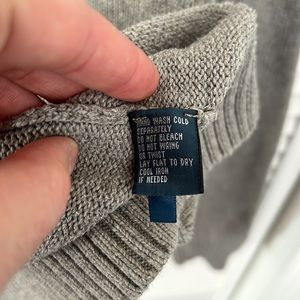 HAND WASH COLD
SEPARATELY
DO NOT BLEACH
DO NOT WRING
OR TWIST
LAY FLAT TO DRY
COOL IRON
IF NEEDED